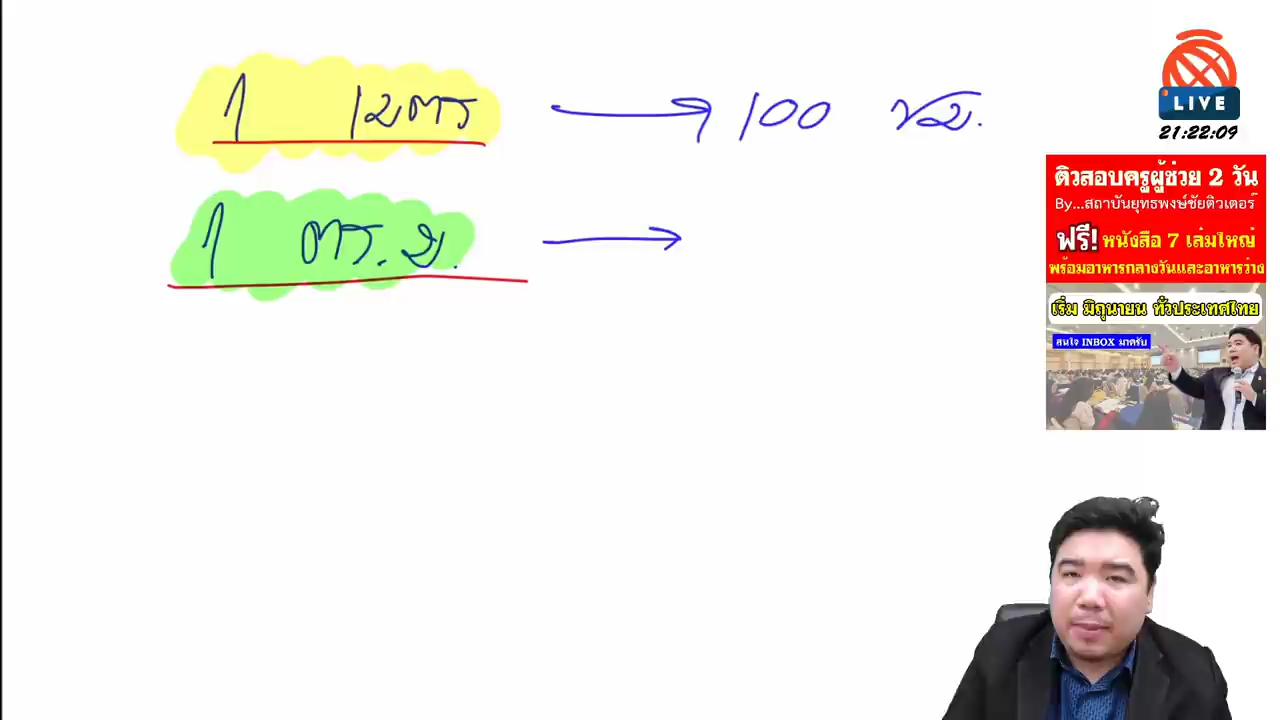 1 เมตร → 100 ซม.
1 ตร.ม. →
LIVE
21:22:09
ติวสอบครูผู้ช่วย 2 วัน
By...สถาบันยุทธพงษ์ชัยติวเตอร์
ฟรี! หนังสือ 7 เล่มใหญ่
พร้อมอาหารกลางวันและอาหารว่าง
เริ่ม มิถุนายน ทั่วประเทศไทย
สนใจ INBOX มาครับ